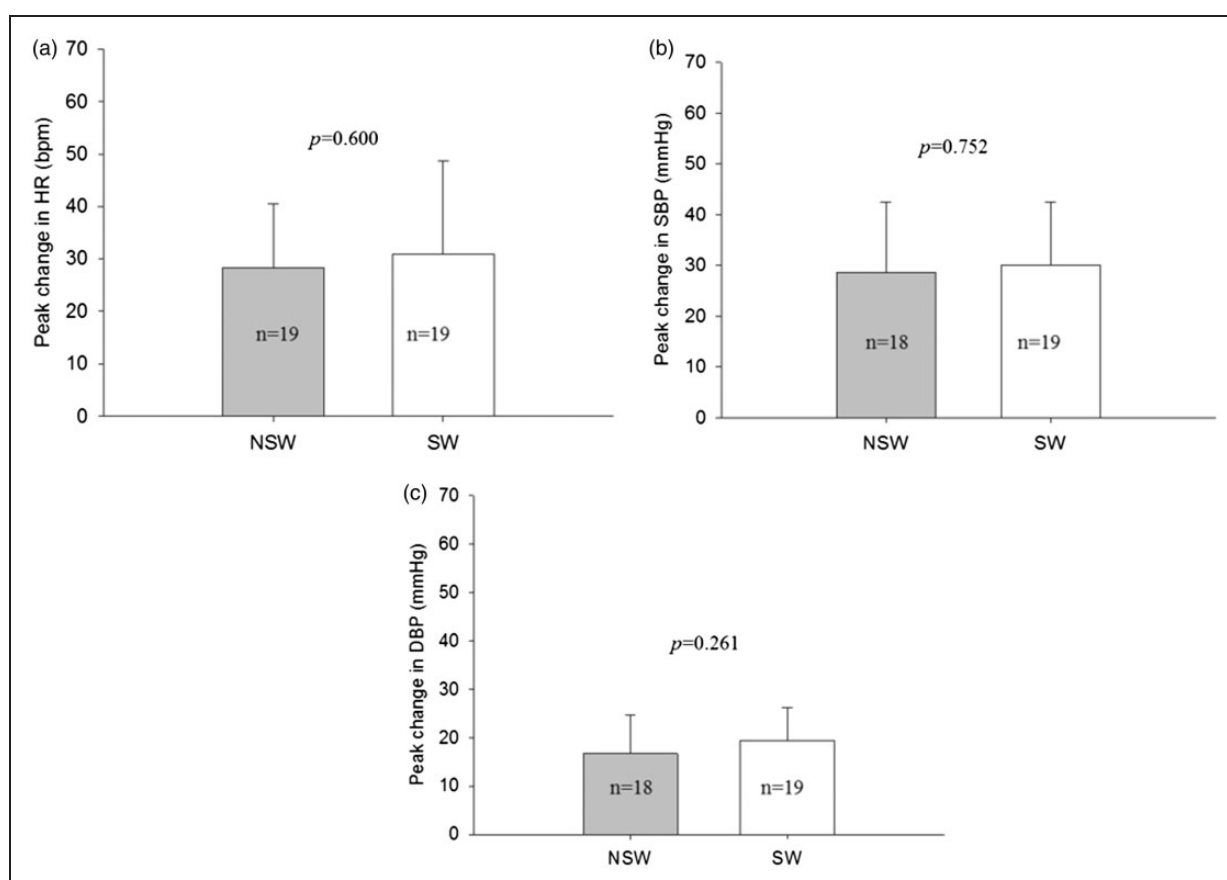 (a)
70
60
50
40
30
20
10
0
Peak change in HR (bpm)
p=0.600
n=19
n=19
NSW
SW
(b)
70
60
50
40
30
20
10
0
Peak change in SBP (mmHg)
p=0.752
n=18
n=19
NSW
SW
(c)
70
60
50
40
30
20
10
0
Peak change in DBP (mmHg)
p=0.261
n=18
n=19
NSW
SW